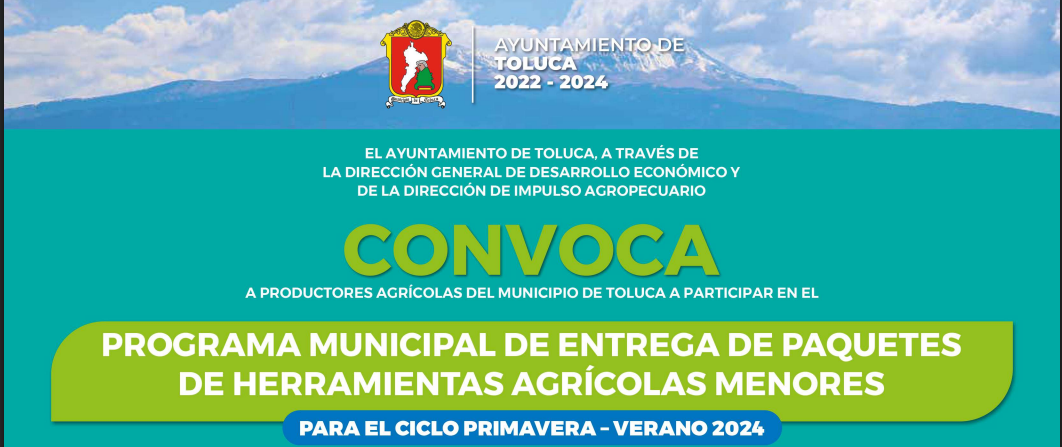 AYUNTAMIENTO DE
TOLUCA
2022 - 2024
EL AYUNTAMIENTO DE TOLUCA, A TRAVÉS DE
LA DIRECCIÓN GENERAL DE DESARROLLO ECONÓMICO Y
DE LA DIRECCIÓN DE IMPULSO AGROPECUARIO
CONVOCA
A PRODUCTORES AGRÍCOLAS DEL MUNICIPIO DE TOLUCA A PARTICIPAR EN EL
PROGRAMA MUNICIPAL DE ENTREGA DE PAQUETES
DE HERRAMIENTAS AGRÍCOLAS MENORES
PARA EL CICLO PRIMAVERA – VERANO 2024